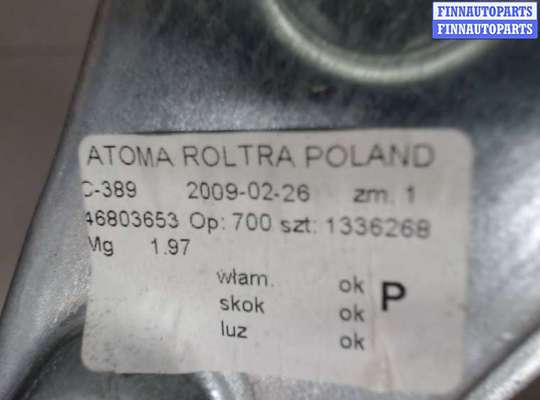 FINNAUTOPARTS
FINNAUTOPARTS
ATOMA ROLTRA POLAND
C-389 2009-02-26 zm. 1
46803653 Op: 700 szt: 1336268
Mg 1.97
włam. ok P
skok ok
luz ok